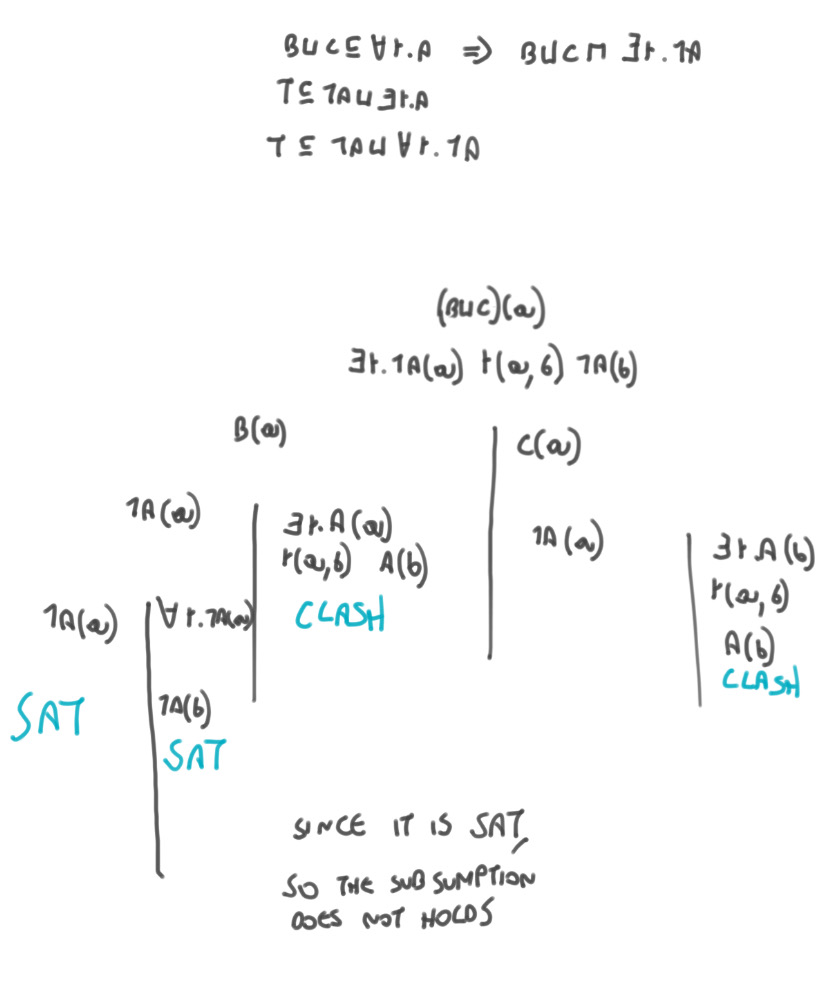 B⊔C⊑∀r.A ⇒ B⊔C⊓∃r.¬A
⊤⊑¬A⊔∃r.A
⊤⊑¬A⊔∀r.¬A
(B⊔C)(a)
∃r.¬A(a) r(a,b) ¬A(b)
B(a)
C(a)
¬A(a)
∃r.A(a)
r(a,b) A(b)
CLASH
¬A(a)
∃r.A(b)
r(a,b)
A(b)
CLASH
¬A(a)
∀r.¬A(a)
SAT
¬A(b)
SAT
SINCE IT IS SAT,
SO THE SUBSUMPTION
DOES NOT HOLDS